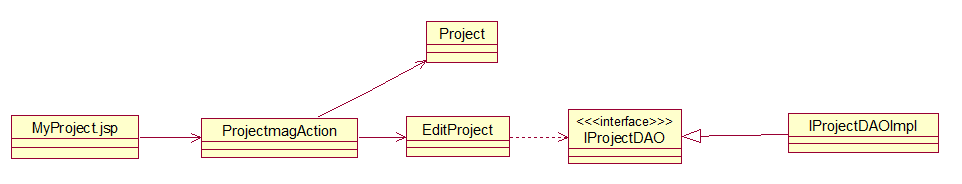 Project
MyProject.jsp
ProjectmagAction
EditProject
<<<interface>>>
IProjectDAO
IProjectDAOImpl